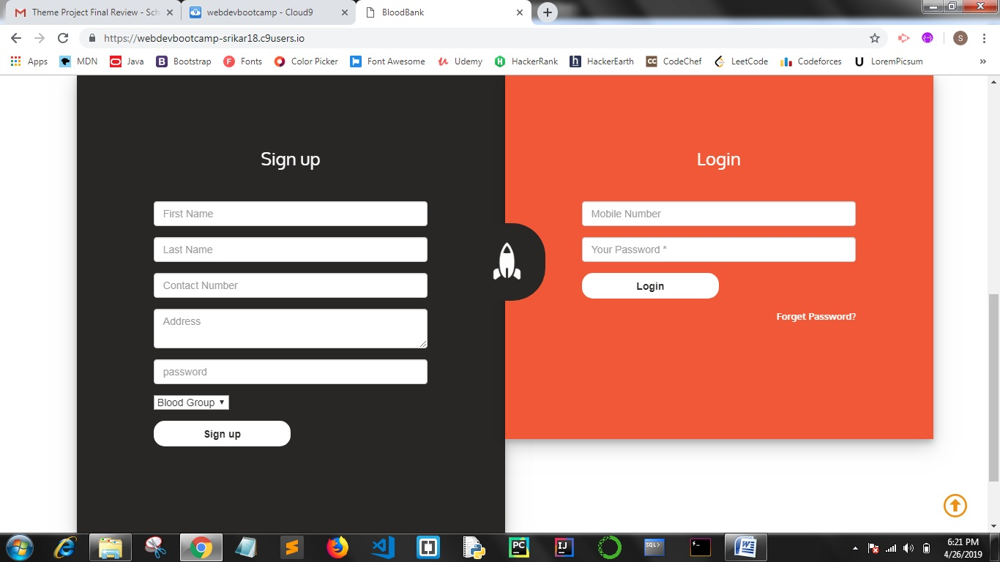 Theme Project Final Review - Sch
webdevbootcamp - Cloud9
BloodBank
https://webdevbootcamp-srikar18.c9users.io
S
Apps MDN Java Bootstrap Fonts Color Picker Font Awesome Udemy HackerRank HackerEarth CodeChef LeetCode Codeforces LoremPicsum »
Sign up
First Name
Last Name
Contact Number
Address
password
Blood Group
Sign up
Login
Mobile Number
Your Password *
Login
Forget Password?
6:21 PM
4/26/2019